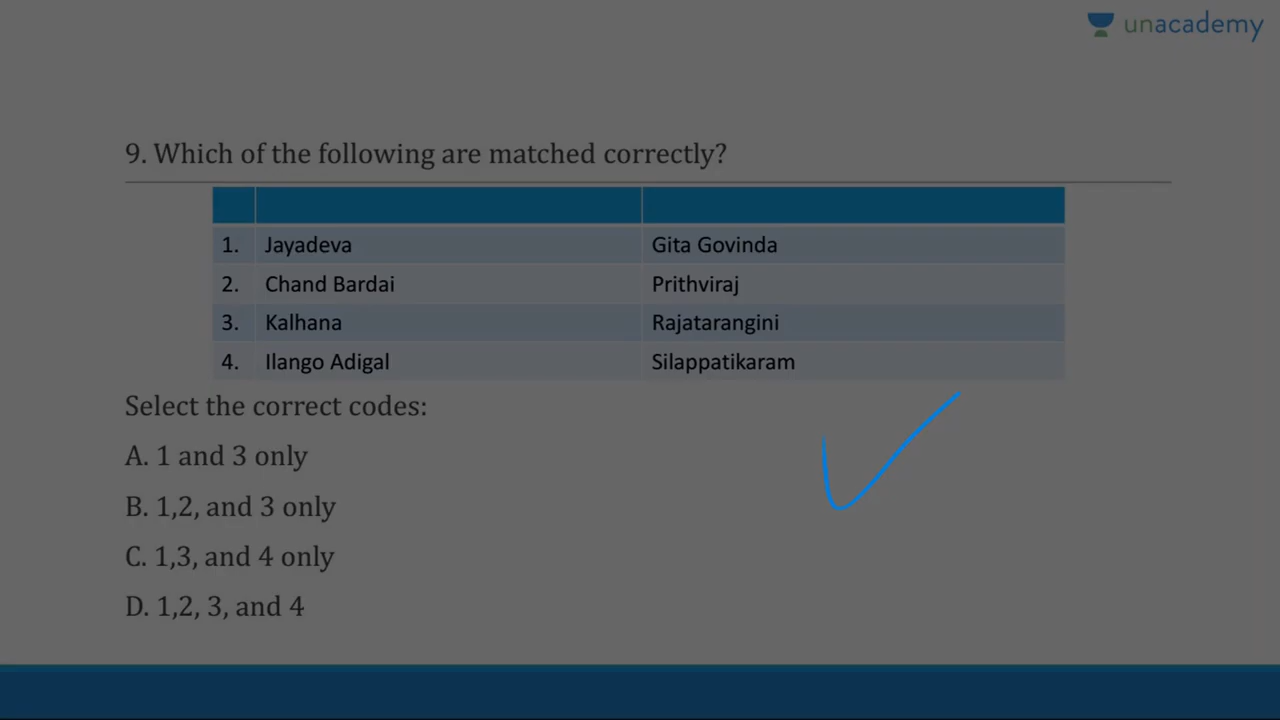 unacademy
9. Which of the following are matched correctly?
1. Jayadeva Gita Govinda
2. Chand Bardai Prithviraj
3. Kalhana Rajatarangini
4. Ilango Adigal Silappatikaram
Select the correct codes:
A. 1 and 3 only
B. 1,2, and 3 only
C. 1,3, and 4 only
D. 1,2, 3, and 4